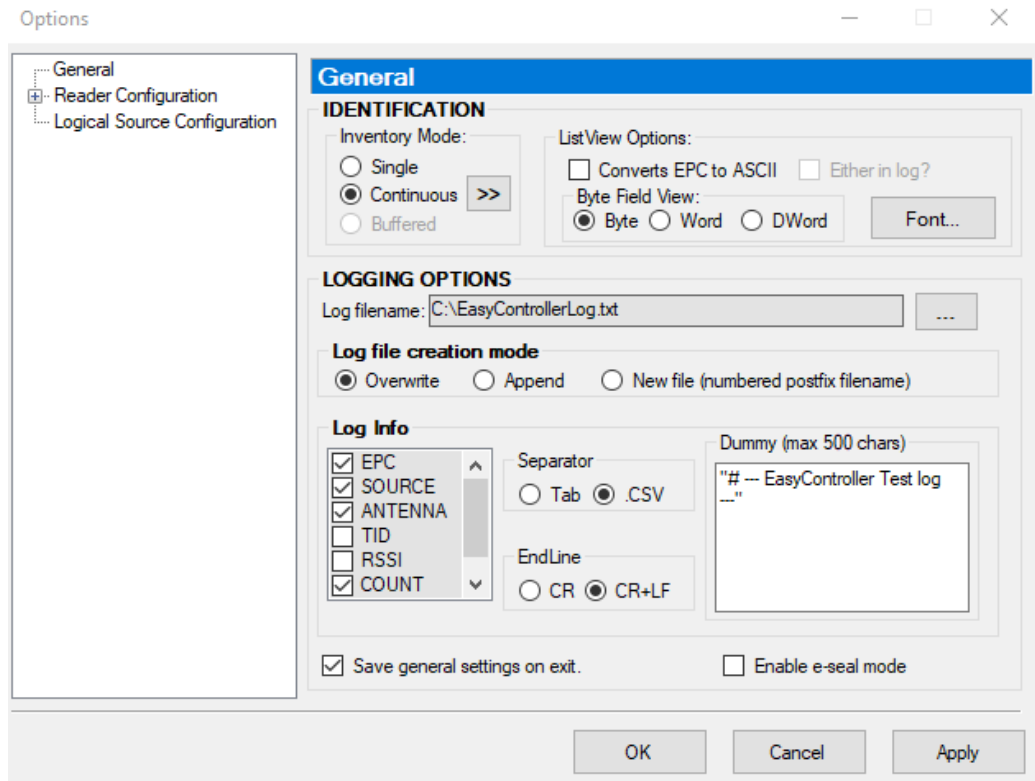 Options
General
Reader Configuration
Logical Source Configuration
General
IDENTIFICATION
Inventory Mode:
Single
Continuous
>>
Buffered
ListView Options:
Converts EPC to ASCII
Either in log?
Byte Field View:
Byte
Word
DWord
Font...
LOGGING OPTIONS
Log filename:
C:\EasyControllerLog.txt
...
Log file creation mode
Overwrite
Append
New file (numbered postfix filename)
Log Info
EPC
SOURCE
ANTENNA
TID
RSSI
COUNT
Separator
Tab
.CSV
EndLine
CR
CR+LF
Dummy (max 500 chars)
"# --- EasyController Test log
---"
Save general settings on exit.
Enable e-seal mode
OK
Cancel
Apply